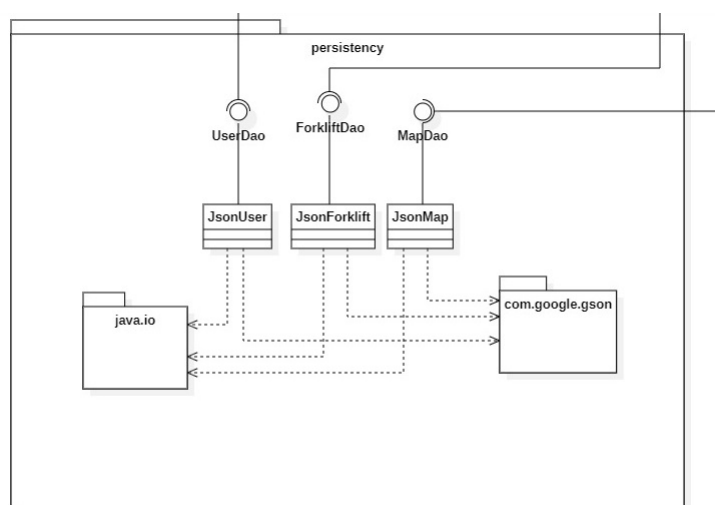 persistency
UserDao
ForkliftDao
MapDao
JsonUser
JsonForklift
JsonMap
java.io
com.google.gson